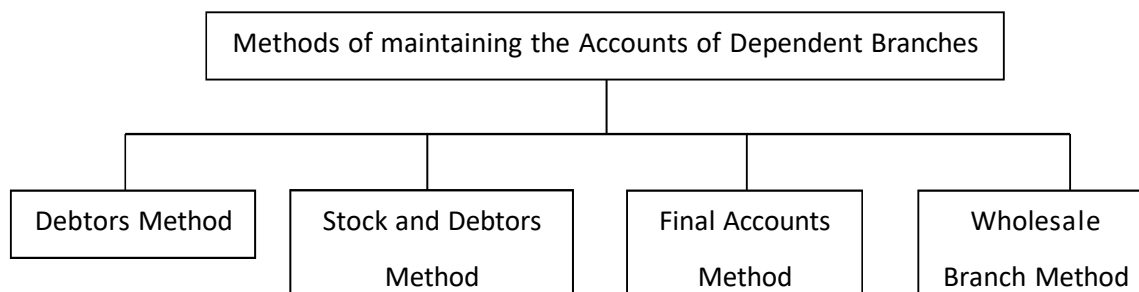 Methods of maintaining the Accounts of Dependent Branches
Debtors Method
Stock and Debtors
Method
Final Accounts
Method
Wholesale
Branch Method